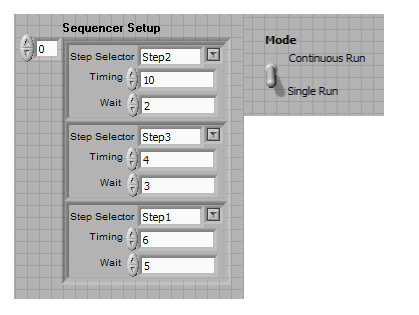 Sequencer Setup
0
Step Selector Step2
Timing 10
Wait 2
Step Selector Step3
Timing 4
Wait 3
Step Selector Step1
Timing 6
Wait 5
Mode
Continuous Run
Single Run